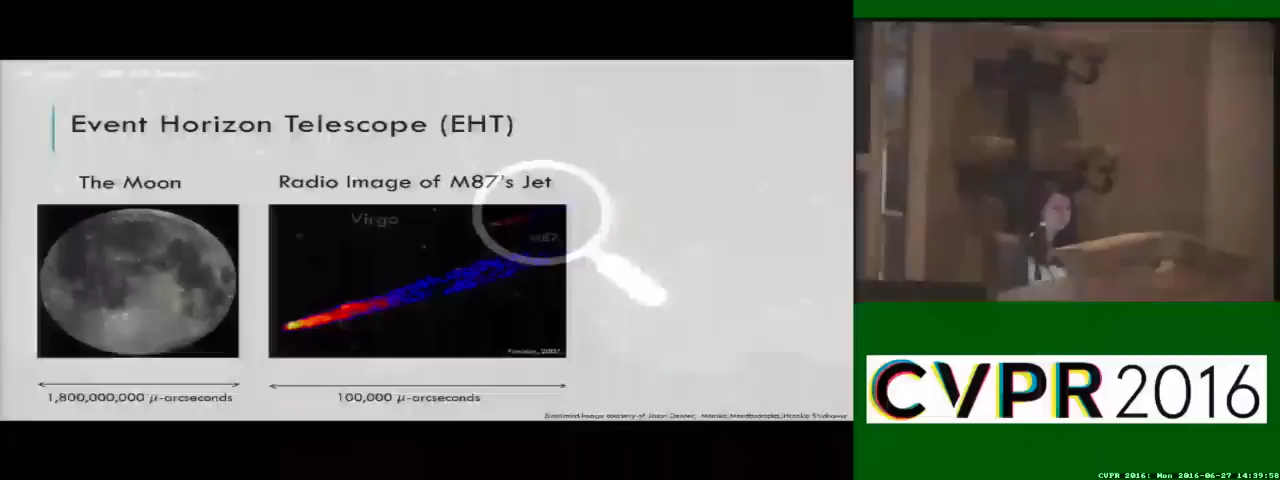 Event Horizon Telescope (EHT)
The Moon
Radio Image of M87's Jet
Virgo
M87
1,800,000,000 μ-arcseconds
100,000 μ-arcseconds
CVPR 2016
CVPR 2016: Mon 2016-06-27 14:39:58